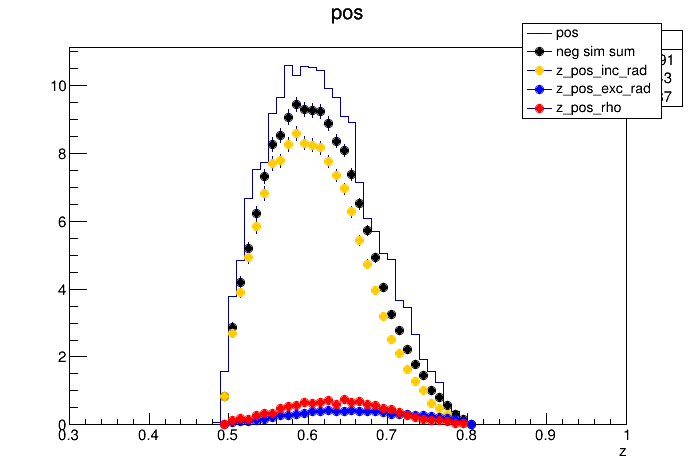 pos
pos
neg sim sum
z_pos_inc_rad
z_pos_exc_rad
z_pos_rho
10
8
6
4
2
0
0.3 0.4 0.5 0.6 0.7 0.8 0.9 1
z